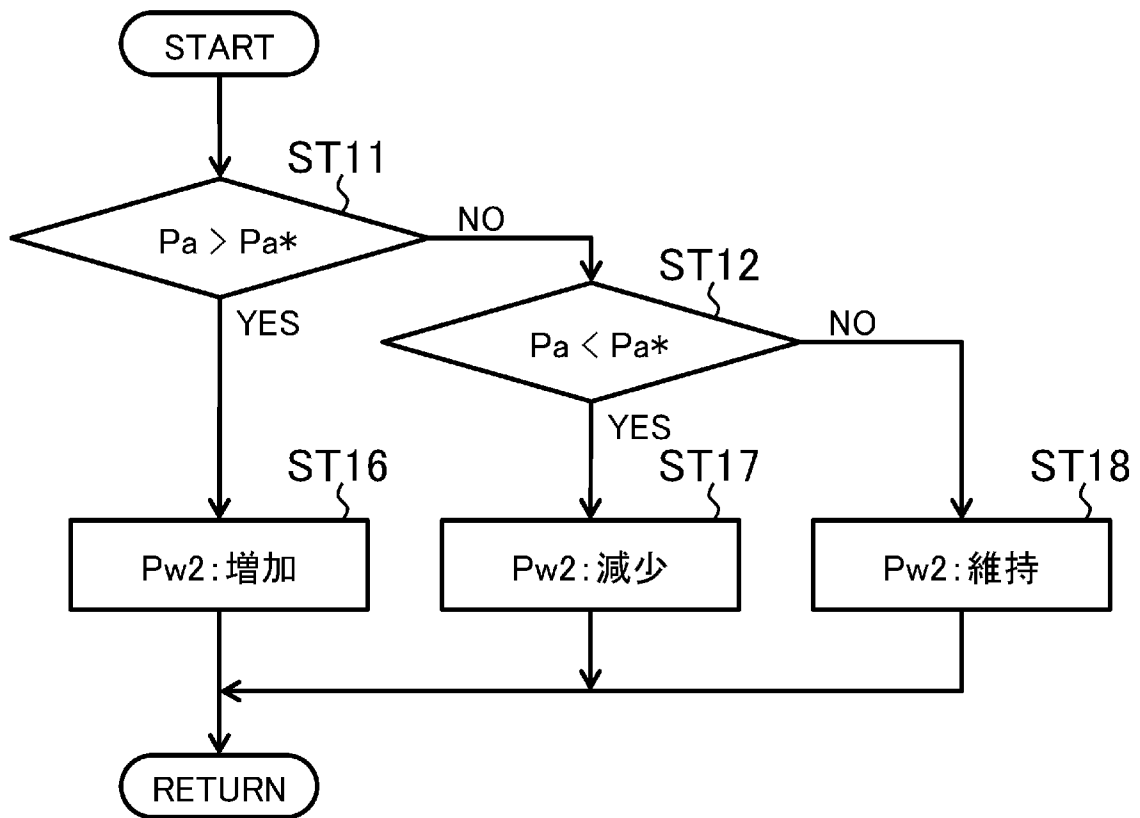 START
ST11
Pa > Pa*
NO
YES
ST12
Pa < Pa*
NO
YES
ST16
Pw2:増加
ST17
Pw2:減少
ST18
Pw2:維持
RETURN